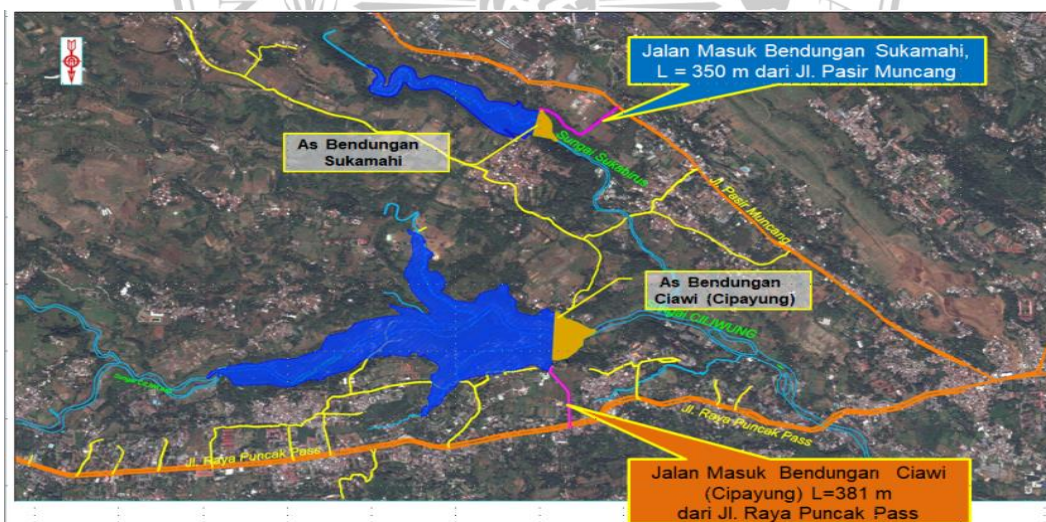 Jalan Masuk Bendungan Sukamahi,
L = 350 m dari Jl. Pasir Muncang
As Bendungan
Sukamahi
Sungai Sukabirus
Jl. Pasir Muncang
As Bendungan
Ciawi (Cipayung)
CILIWUNG
Jl. Raya Puncak Pass
Jl. Raya Puncak Pass
Jalan Masuk Bendungan Ciawi
(Cipayung) L=381 m
dari Jl. Raya Puncak Pass